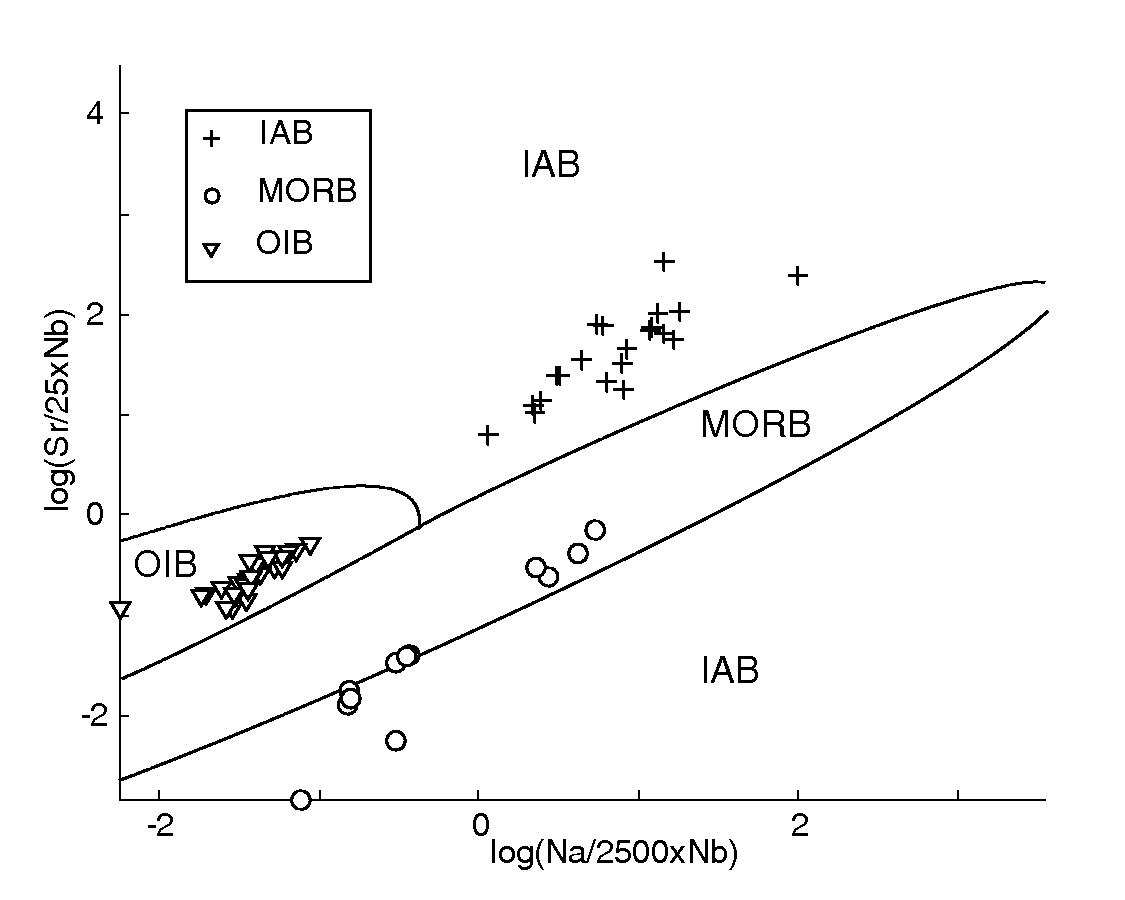 4
IAB
IAB
MORB
OIB
2
log(Sr/25xNb)
MORB
0
OIB
IAB
-2
-2
0
2
log(Na/2500xNb)